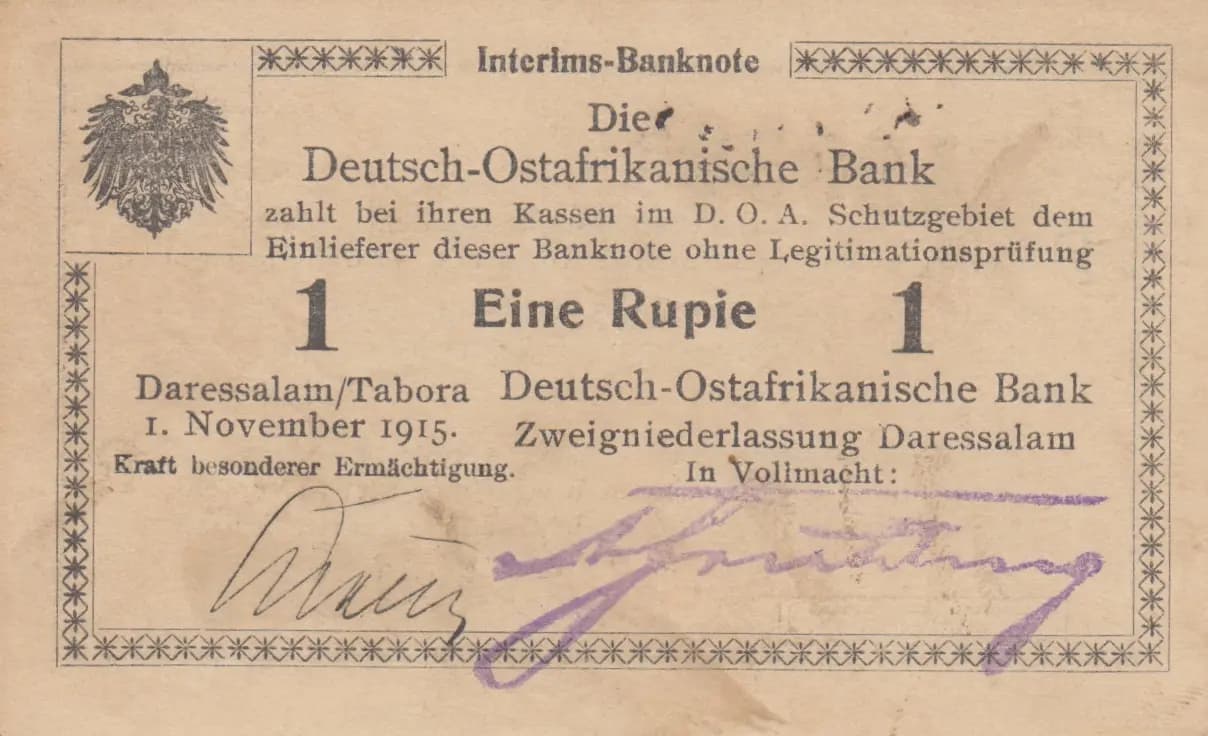 Interims-Banknote
Die
Deutsch-Ostafrikanische Bank
zahlt bei ihren Kassen im D. O. A. Schutzgebiet dem
Einlieferer dieser Banknote ohne Legitimationsprüfung
1 Eine Rupie 1
Daressalam/Tabora
1. November 1915.
Kraft besonderer Ermächtigung.
Deutsch-Ostafrikanische Bank
Zweigniederlassung Daressalam
In Vollmacht: